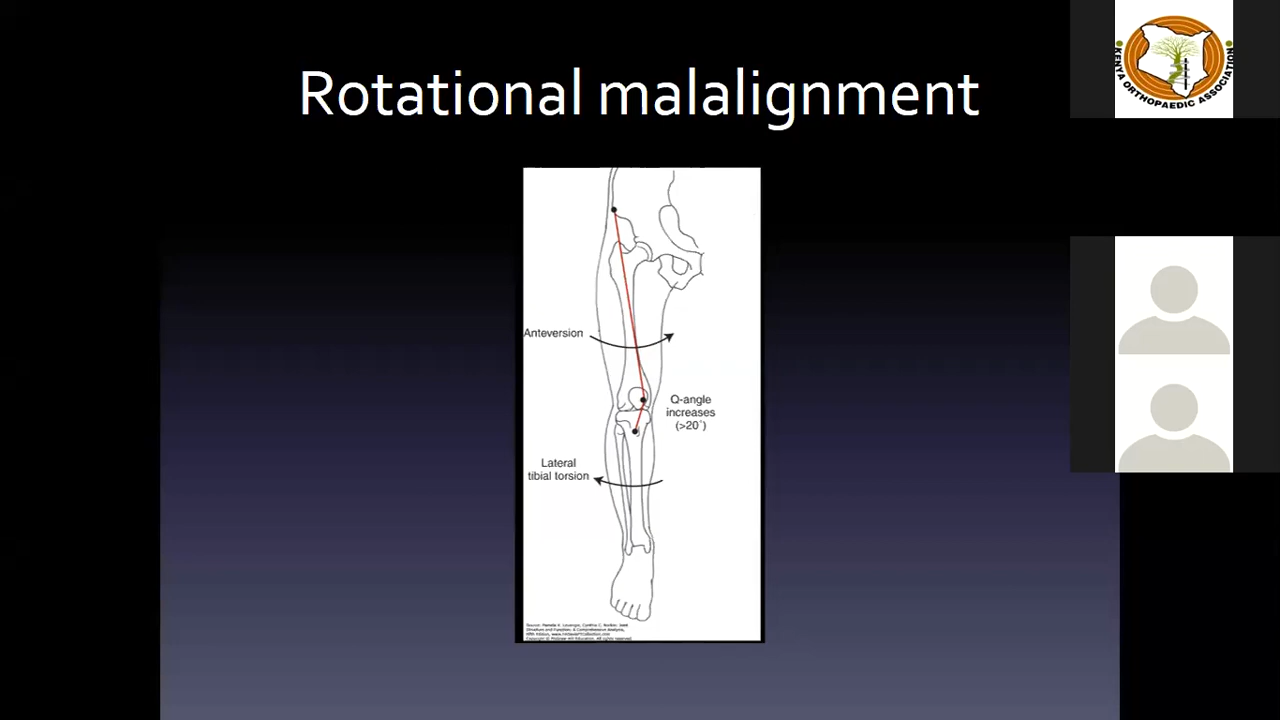 Rotational malalignment
KENYA ORTHOPAEDIC ASSOCIATION
Anteversion
Q-angle
increases
(>20°)
Lateral
tibial torsion